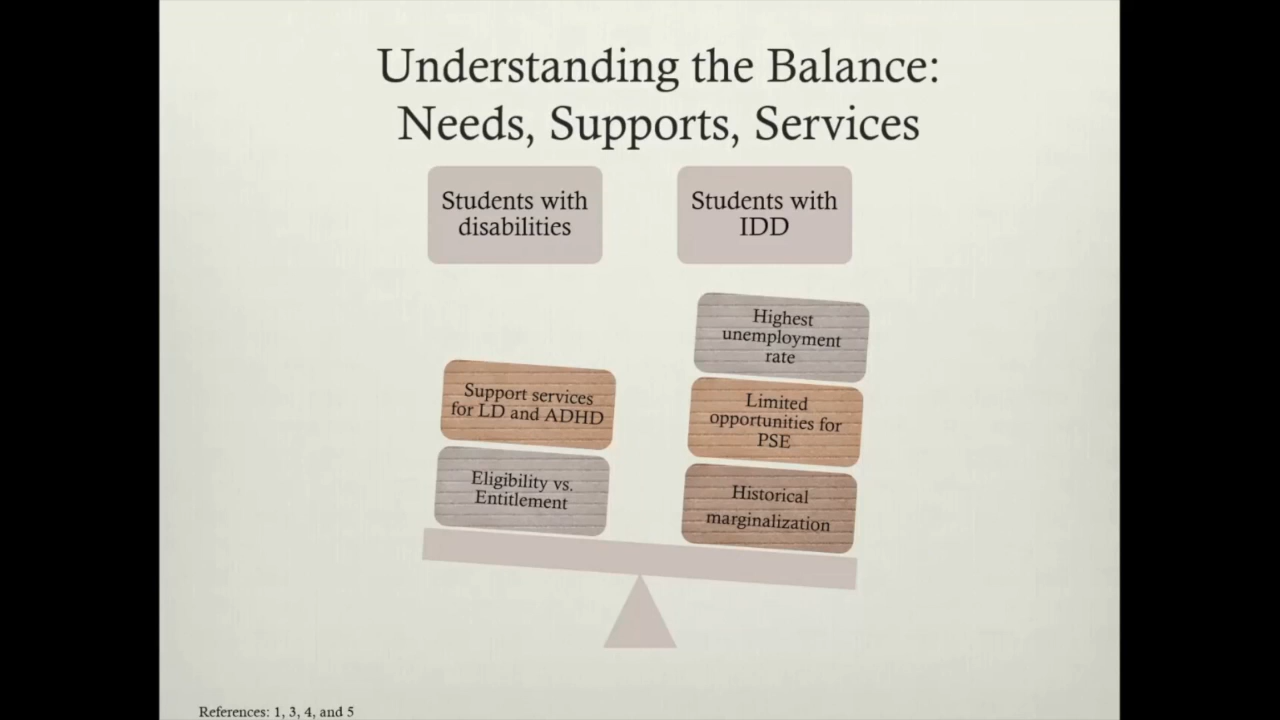 Understanding the Balance:
Needs, Supports, Services
Students with
disabilities
Students with
IDD
Support services
for LD and ADHD
Eligibility vs.
Entitlement
Highest
unemployment
rate
Limited
opportunities for
PSE
Historical
marginalization
References: 1, 3, 4, and 5